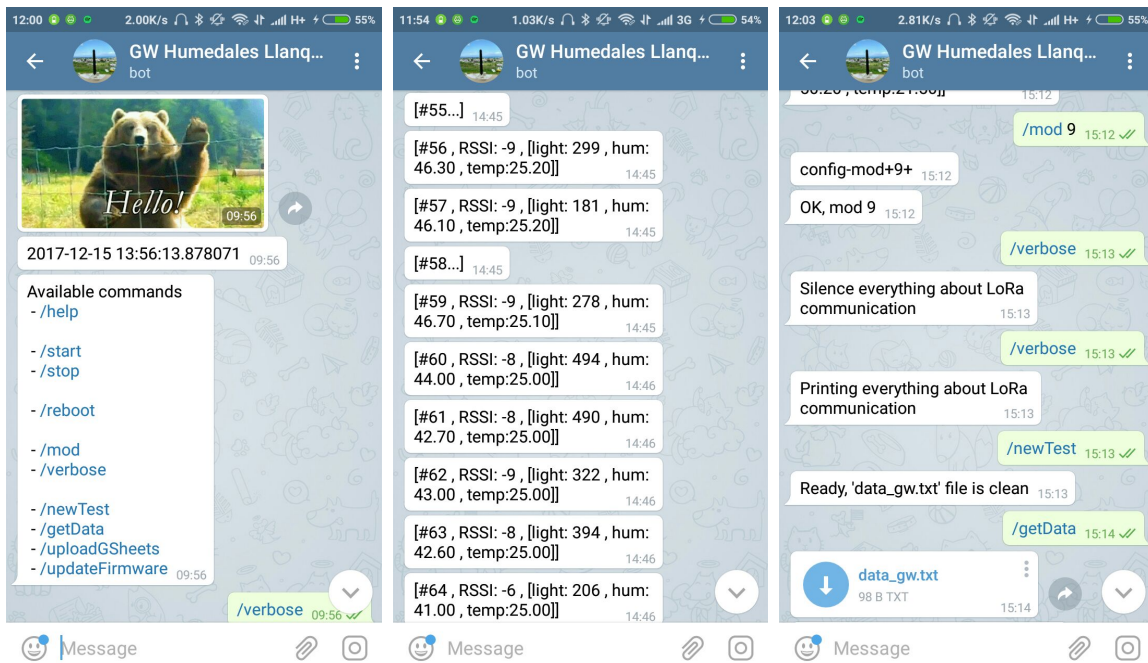 12:00 2.00K/s H+ 55%
GW Humedales Llanq...
bot
Hello!
09:56
2017-12-15 13:56:13.878071 09:56
Available commands
- /help
- /start
- /stop
- /reboot
- /mod
- /verbose
- /newTest
- /getData
- /uploadGSheets
- /updateFirmware 09:56
/verbose 09:56
Message
11:54 1.03K/s 3G 54%
GW Humedales Llanq...
bot
[#55...] 14:45
[#56 , RSSI: -9 , [light: 299 , hum:
46.30 , temp:25.20]] 14:45
[#57 , RSSI: -9 , [light: 181 , hum:
46.10 , temp:25.20]] 14:45
[#58...] 14:45
[#59 , RSSI: -9 , [light: 278 , hum:
46.70 , temp:25.10]] 14:45
[#60 , RSSI: -8 , [light: 494 , hum:
44.00 , temp:25.00]] 14:46
[#61 , RSSI: -8 , [light: 490 , hum:
42.70 , temp:25.00]] 14:46
[#62 , RSSI: -9 , [light: 322 , hum:
43.00 , temp:25.00]] 14:46
[#63 , RSSI: -8 , [light: 394 , hum:
42.60 , temp:25.00]] 14:46
[#64 , RSSI: -6 , [light: 206 , hum:
41.00 , temp:25.00]] 14:46
Message
12:03 2.81K/s H+ 55%
GW Humedales Llanq...
bot
15:12
/mod 9 15:12
config-mod+9+ 15:12
OK, mod 9 15:12
/verbose 15:13
Silence everything about LoRa
communication 15:13
/verbose 15:13
Printing everything about LoRa
communication 15:13
/newTest 15:13
Ready, 'data_gw.txt' file is clean 15:13
/getData 15:14
data_gw.txt
98 B TXT
15:14
Message